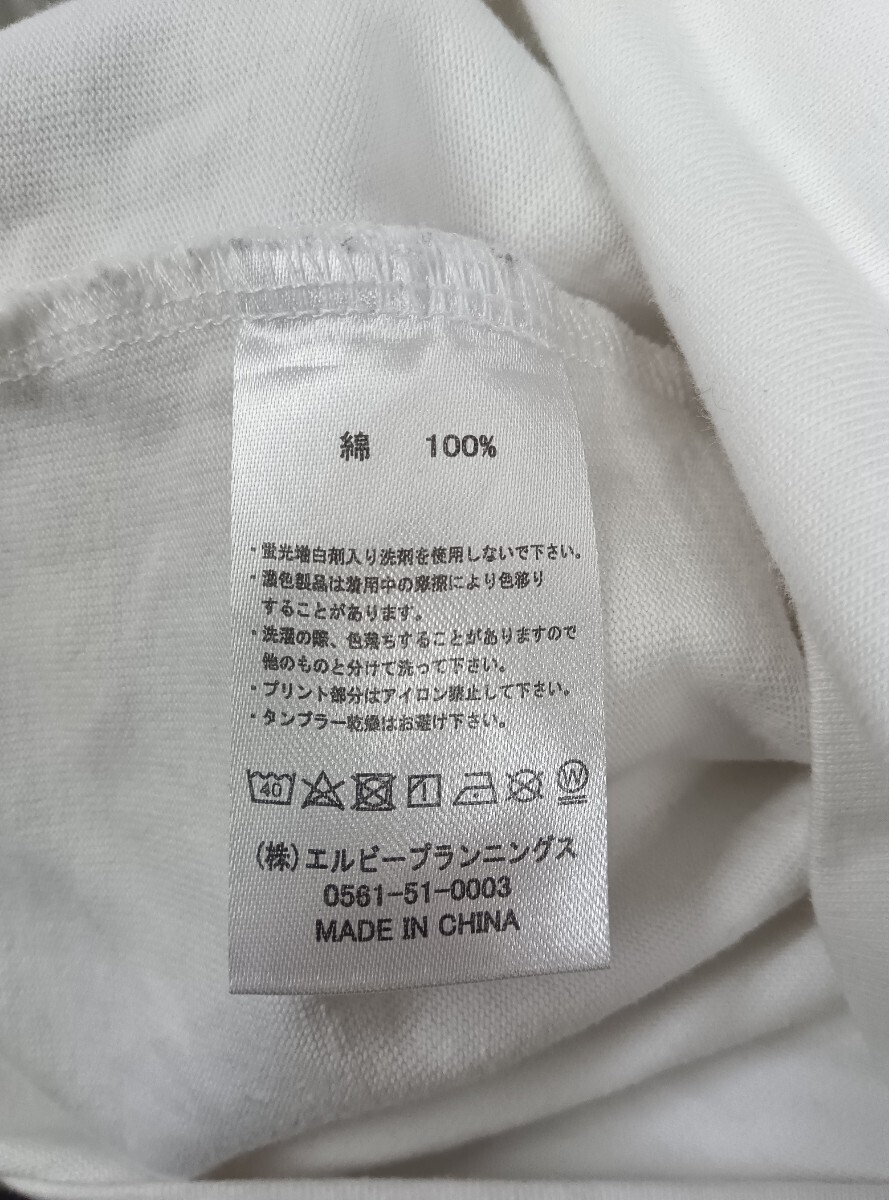 綿 100%
・蛍光増白剤入り洗剤を使用しないで下さい。
・濃色製品は着用中の摩擦により色移り
することがあります。
・洗濯の際、色落ちすることがありますので
他のものと分けて洗って下さい。
・プリント部分はアイロン禁止して下さい。
・タンブラー乾燥はお避け下さい。
40 W
(株)エルビープランニングス
0561-51-0003
MADE IN CHINA